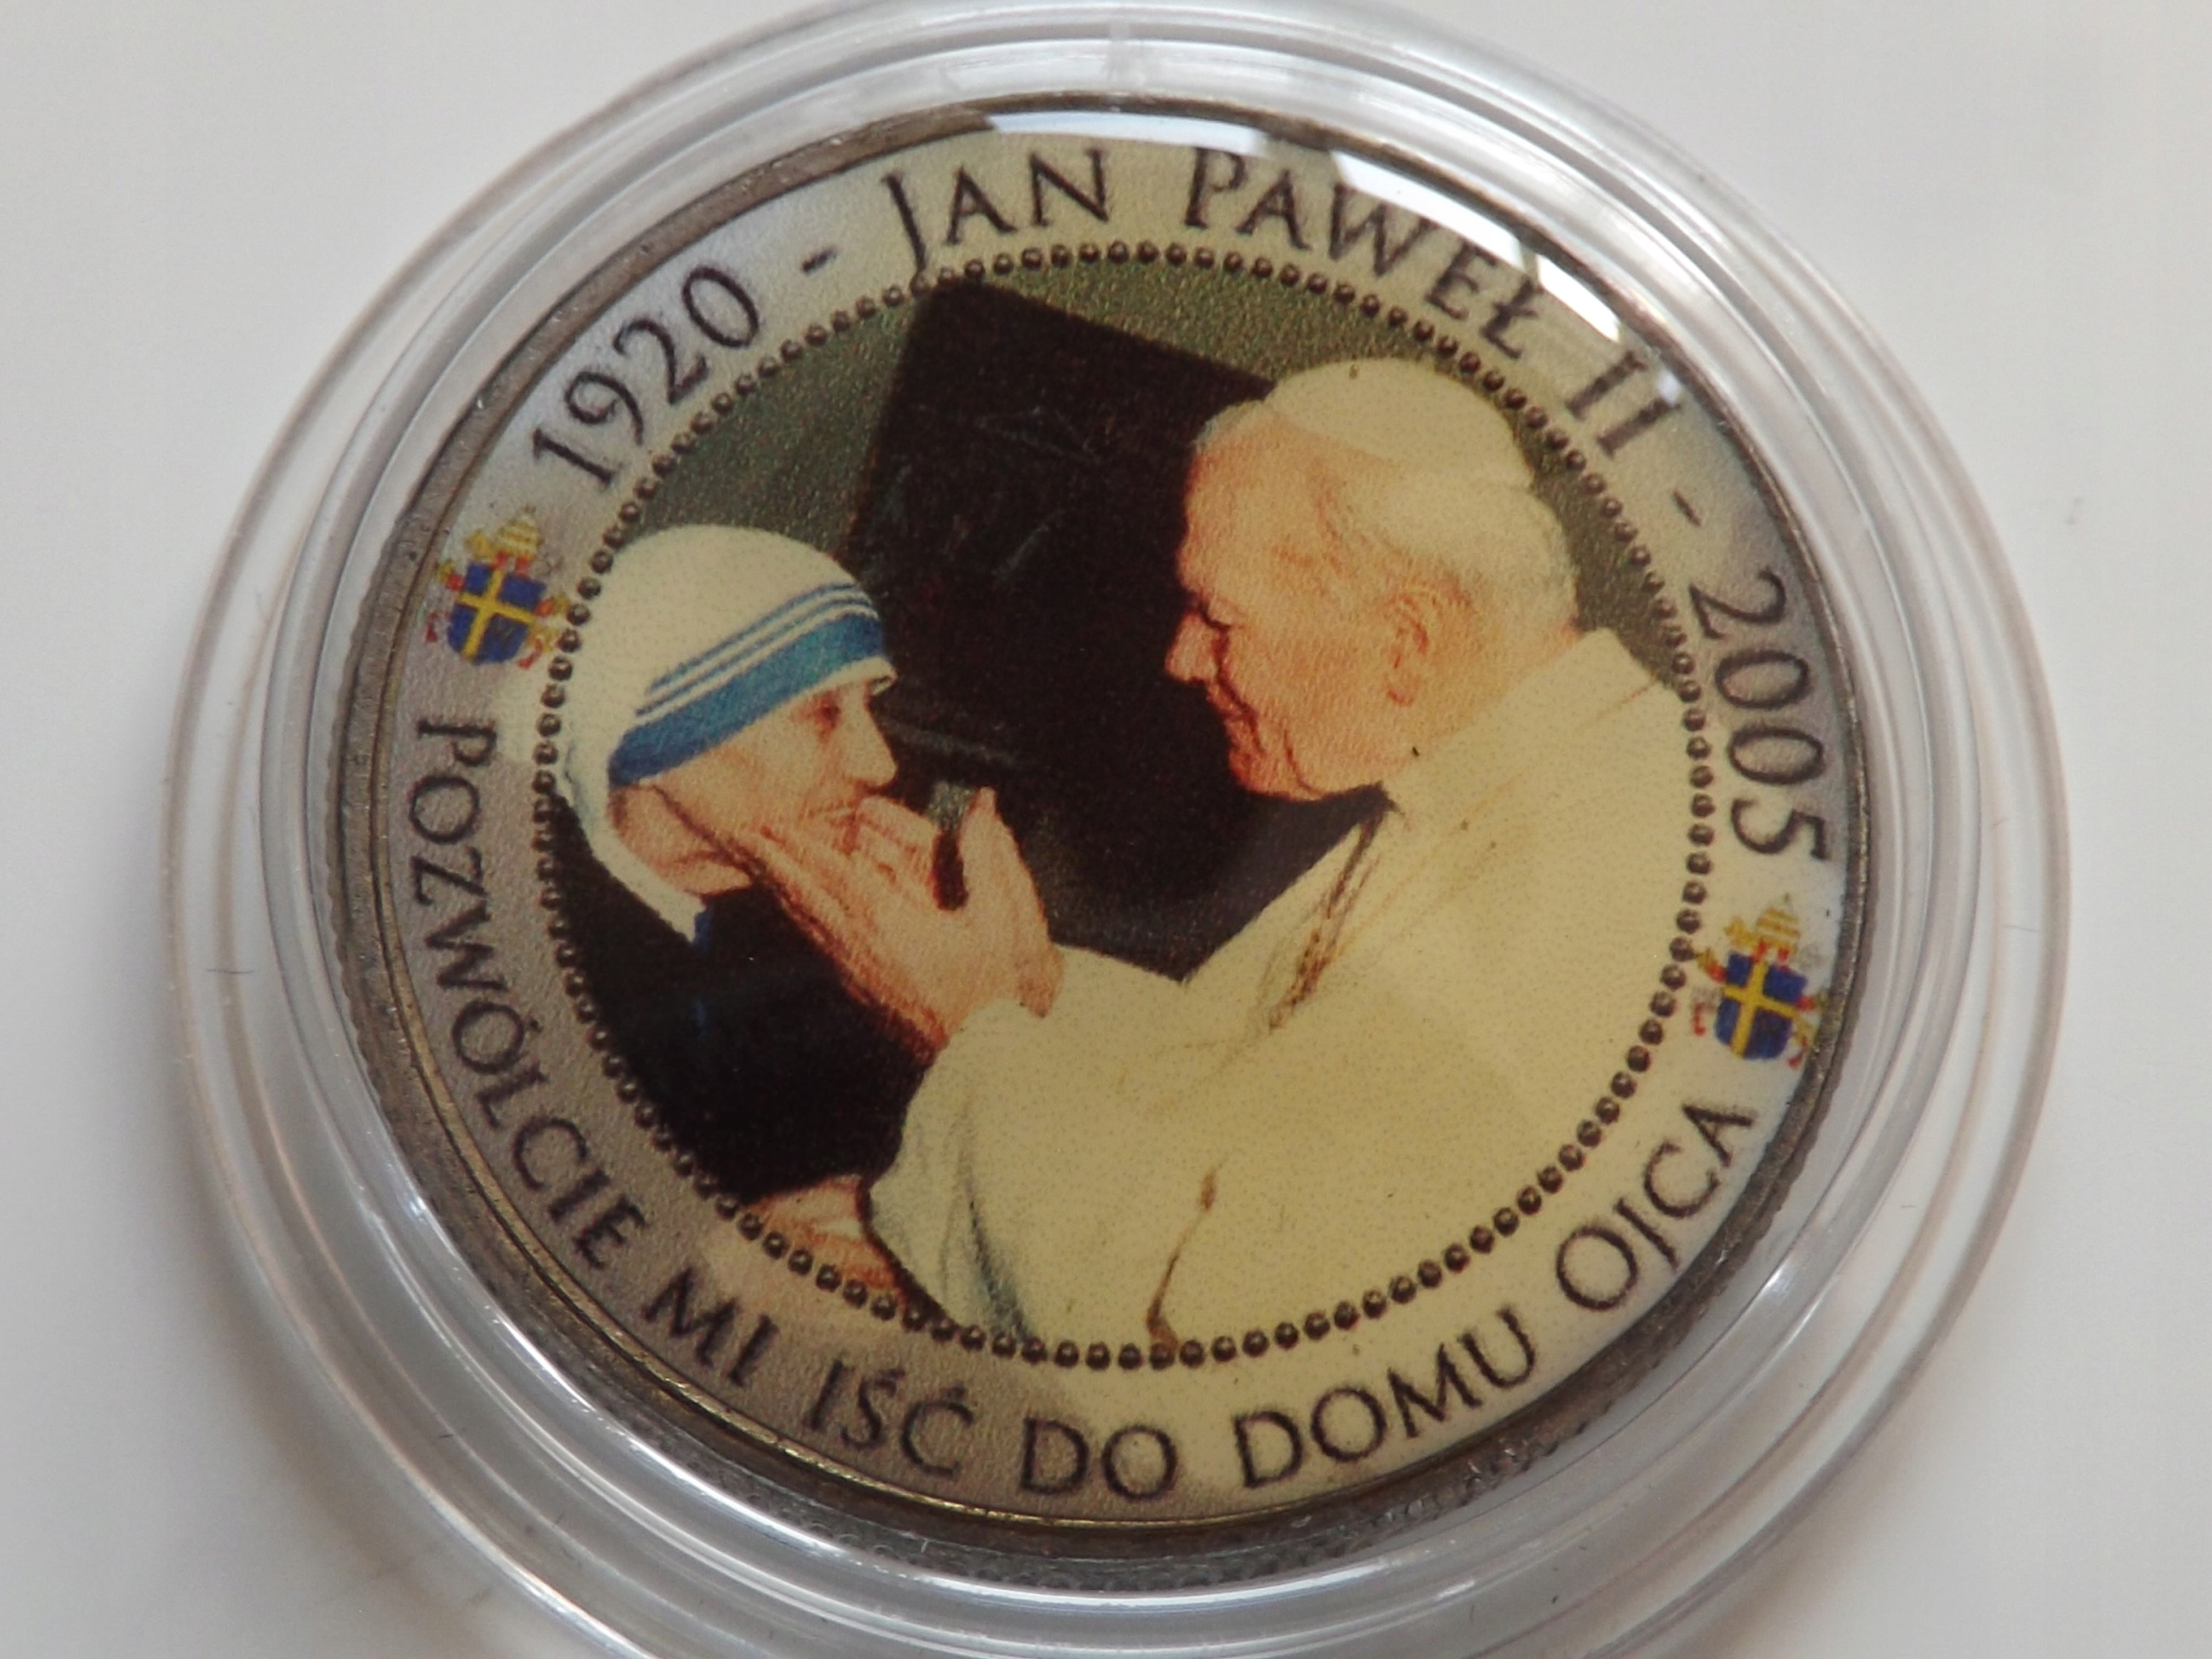 1920 - JAN PAWEŁ II - 2005
POZWÓLCIE MI IŚĆ DO DOMU OJCA